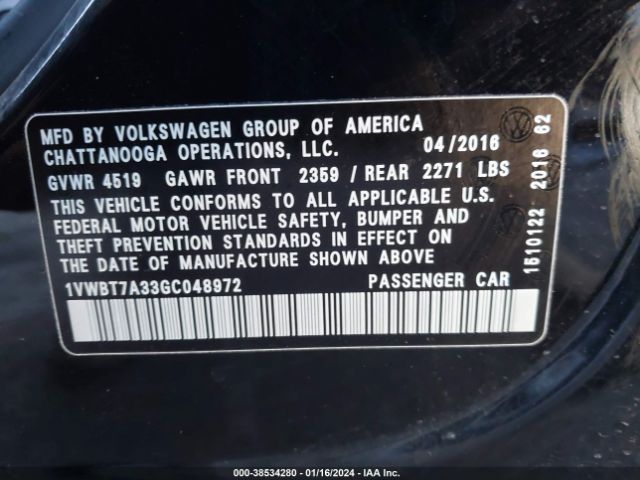 MFD BY VOLKSWAGEN GROUP OF AMERICA
CHATTANOOGA OPERATIONS, LLC. 04/2016
GVWR 4519 GAWR FRONT 2359 / REAR 2271 LBS
THIS VEHICLE CONFORMS TO ALL APPLICABLE U.S.
FEDERAL MOTOR VEHICLE SAFETY, BUMPER AND
THEFT PREVENTION STANDARDS IN EFFECT ON
THE DATE OF MANUFACTURE SHOWN ABOVE
1VWBT7A33GC048972 PASSENGER CAR
1610122 2016 62
000-38534280 - 01/16/2024 - IAA Inc.